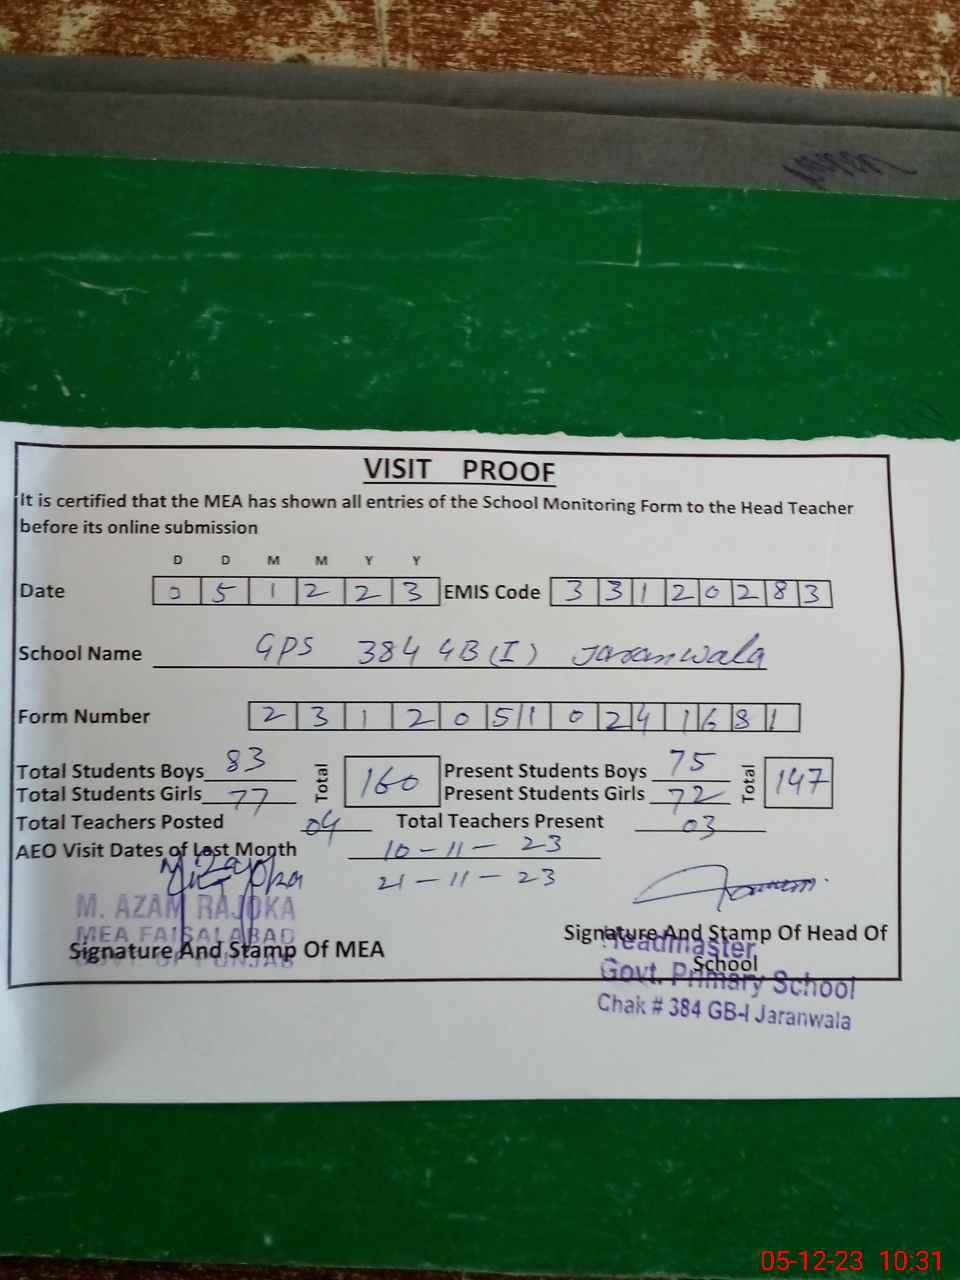 VISIT PROOF
It is certified that the MEA has shown all entries of the School Monitoring Form to the Head Teacher
before its online submission
D D M M Y Y
Date 0 5 1 2 2 3 EMIS Code 3 3 1 2 0 2 8 3
School Name GPS 384 GB (I) Jaranwala
Form Number 2 3 1 2 0 5 1 0 2 4 1 6 8 1
Total Students Boys 83 Total 160 Present Students Boys 75 Total 147
Total Students Girls 77 Present Students Girls 72
Total Teachers Posted 04 Total Teachers Present 03
AEO Visit Dates of Last Month 10-11-23
21-11-23
M. AZAM RAJOKA
MEA FAISALABAD
GOVT. OF PUNJAB
Signature And Stamp Of MEA
Signature And Stamp Of Head Of
School
Headmaster
Govt. Primary School
Chak # 384 GB-I Jaranwala
05-12-23 10:31